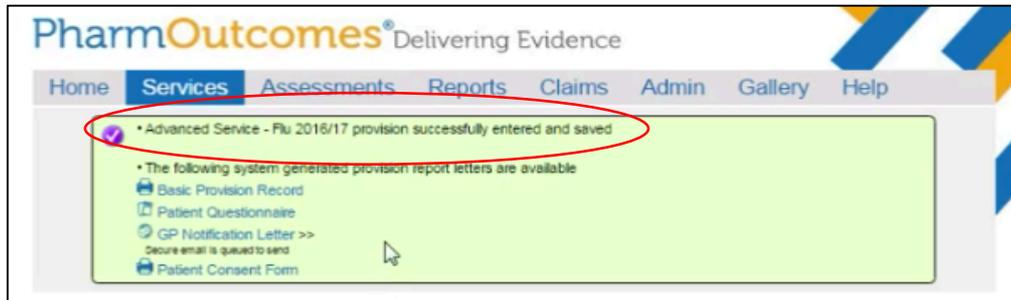 PharmOutcomes® Delivering Evidence
Home Services Assessments Reports Claims Admin Gallery Help
• Advanced Service - Flu 2016/17 provision successfully entered and saved
• The following system generated provision report letters are available
Basic Provision Record
Patient Questionnaire
GP Notification Letter >>
Secure email is queued to send
Patient Consent Form